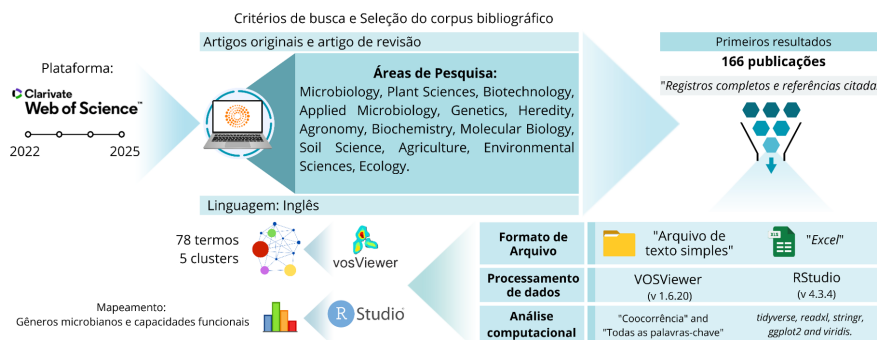 Critérios de busca e Seleção do corpus bibliográfico
Artigos originais e artigo de revisão
Plataforma:
Clarivate
Web of Science™
2022
2025
Áreas de Pesquisa:
Microbiology, Plant Sciences, Biotechnology,
Applied Microbiology, Genetics, Heredity,
Agronomy, Biochemistry, Molecular Biology,
Soil Science, Agriculture, Environmental
Sciences, Ecology.
Linguagem: Inglês
Primeiros resultados
166 publicações
"Registros completos e referências citada
78 termos
5 clusters
vosViewer
Mapeamento:
Gêneros microbianos e capacidades funcionais
R Studio®
Formato de
Arquivo
"Arquivo de
texto simples"
XLS
"Excel"
Processamento
de dados
VOSViewer
(v 1.6.20)
RStudio
(v 4.3.4)
Análise
computacional
"Coocorrência" and
"Todas as palavras-chave"
tidyverse, readxl, stringr,
ggplot2 and viridis.